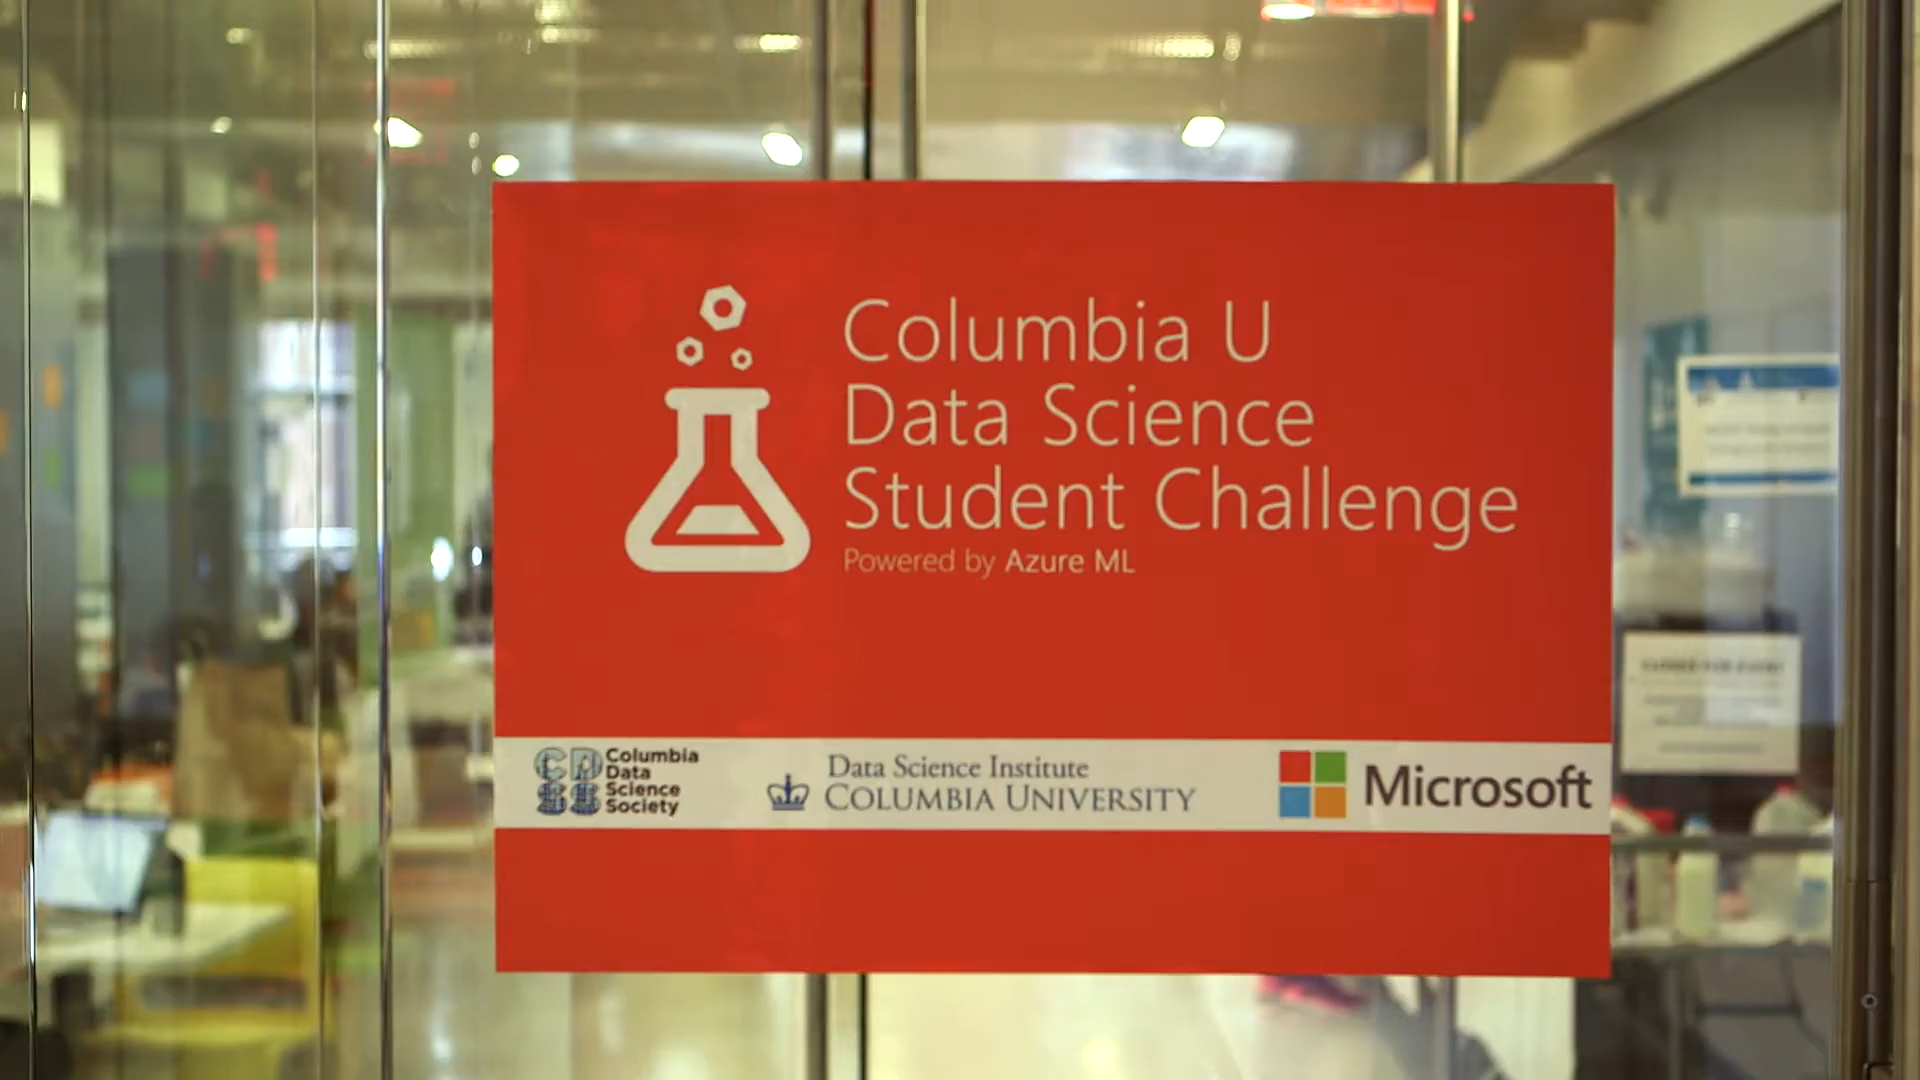 Columbia U
Data Science
Student Challenge
Powered by Azure ML
CDSS Columbia
Data
Science
Society
Data Science Institute
COLUMBIA UNIVERSITY
Microsoft